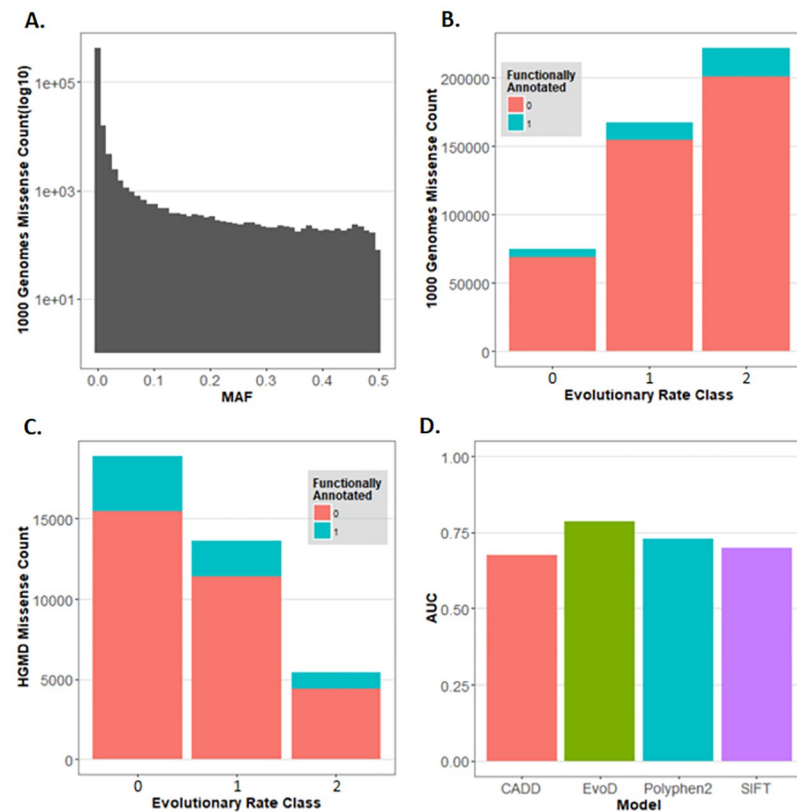 A.
1000 Genomes Missense Count(log10)
1e+05
1e+03
1e+01
0.0 0.1 0.2 0.3 0.4 0.5
MAF
B.
1000 Genomes Missense Count
200000
150000
100000
50000
0
Functionally
Annotated
0
1
0 1 2
Evolutionary Rate Class
C.
HGMD Missense Count
15000
10000
5000
0
Functionally
Annotated
0
1
0 1 2
Evolutionary Rate Class
D.
AUC
1.00
0.75
0.50
0.25
0.00
CADD EvoD Polyphen2 SIFT
Model